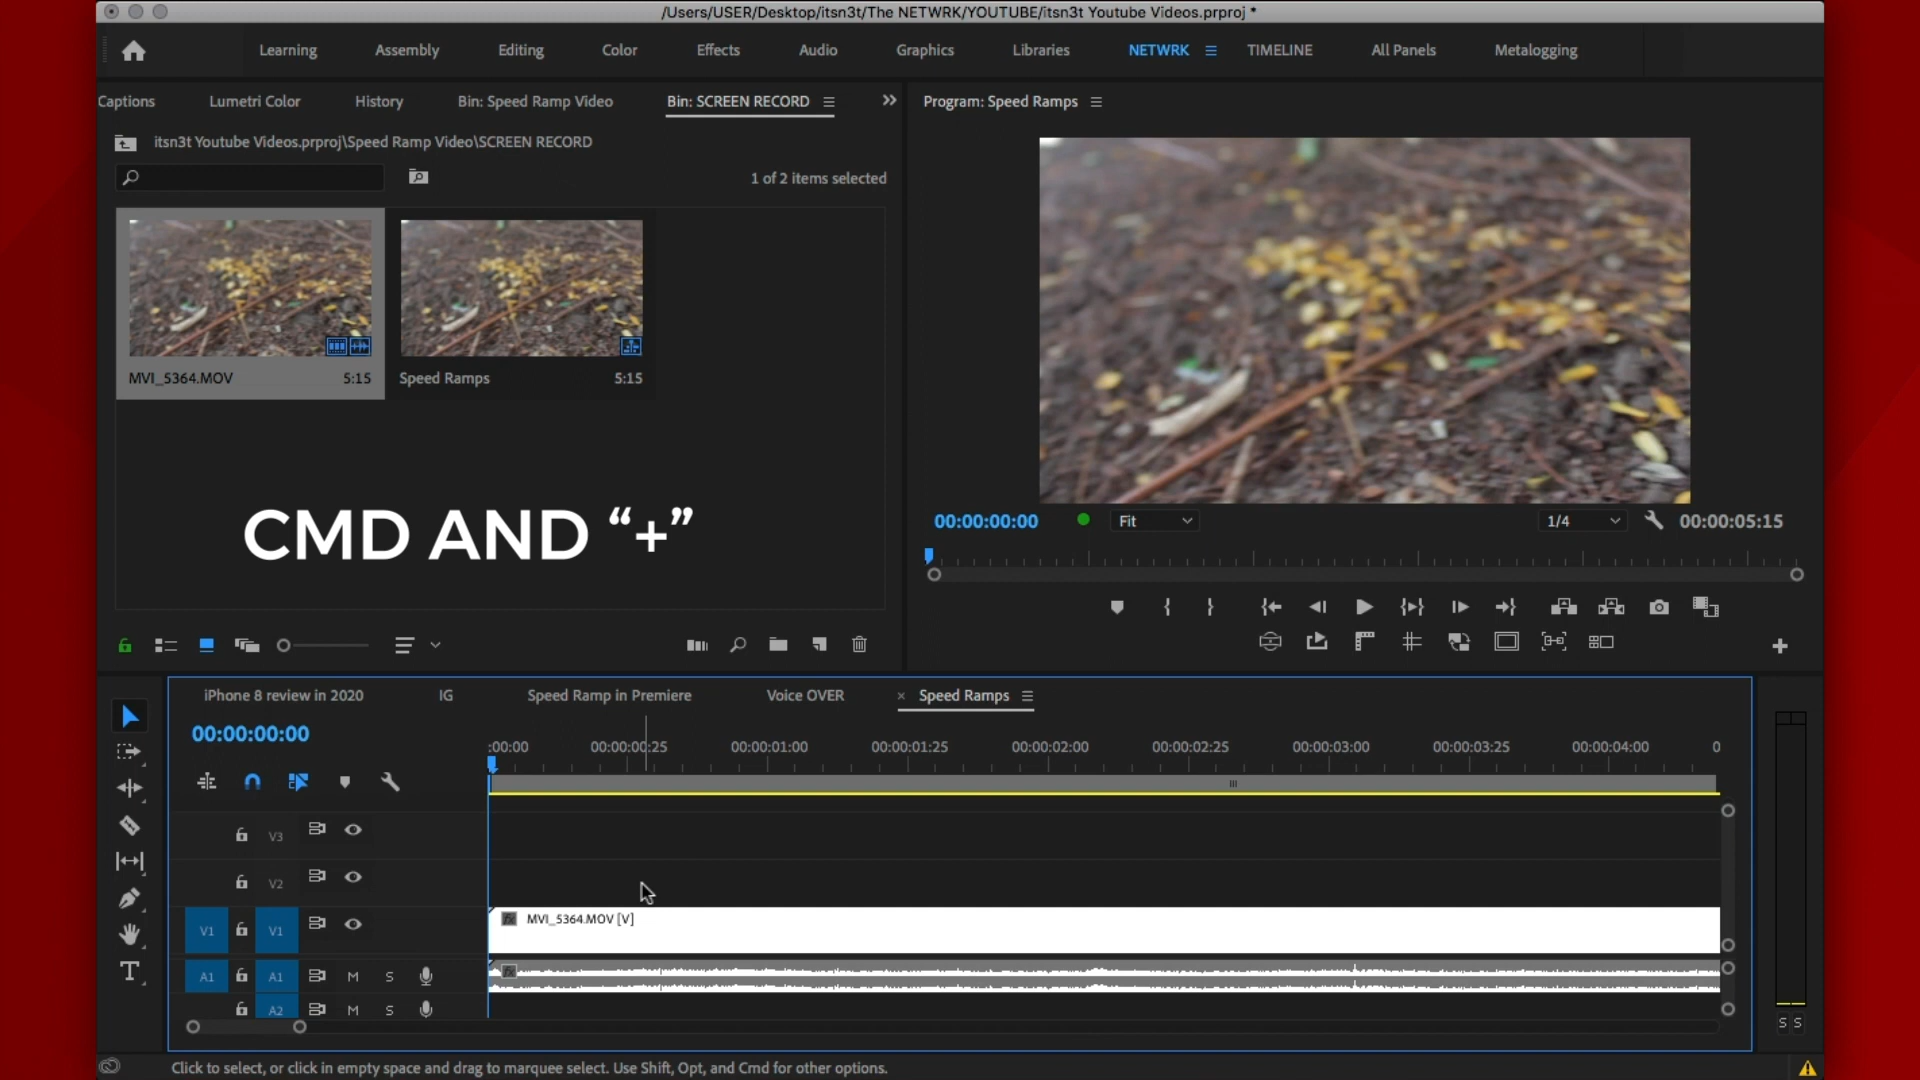 /Users/USER/Desktop/itsn3t/The NETWRK/YOUTUBE/itsn3t Youtube Videos.prproj *
Learning Assembly Editing Color Effects Audio Graphics Libraries NETWRK TIMELINE All Panels Metalogging
Captions Lumetri Color History Bin: Speed Ramp Video Bin: SCREEN RECORD
Program: Speed Ramps
itsn3t Youtube Videos.prproj\Speed Ramp Video\SCREEN RECORD
1 of 2 items selected
MVI_5364.MOV 5:15
Speed Ramps 5:15
CMD AND “+”
00:00:00:00 Fit 1/4 00:00:05:15
iPhone 8 review in 2020 IG Speed Ramp in Premiere Voice OVER × Speed Ramps
00:00:00:00
:00:00 00:00:00:25 00:00:01:00 00:00:01:25 00:00:02:00 00:00:02:25 00:00:03:00 00:00:03:25 00:00:04:00 0
V3
V2
V1 V1 fx MVI_5364.MOV [V]
A1 A1 M S fx
A2 M S
S S
Click to select, or click in empty space and drag to marquee select. Use Shift, Opt, and Cmd for other options.